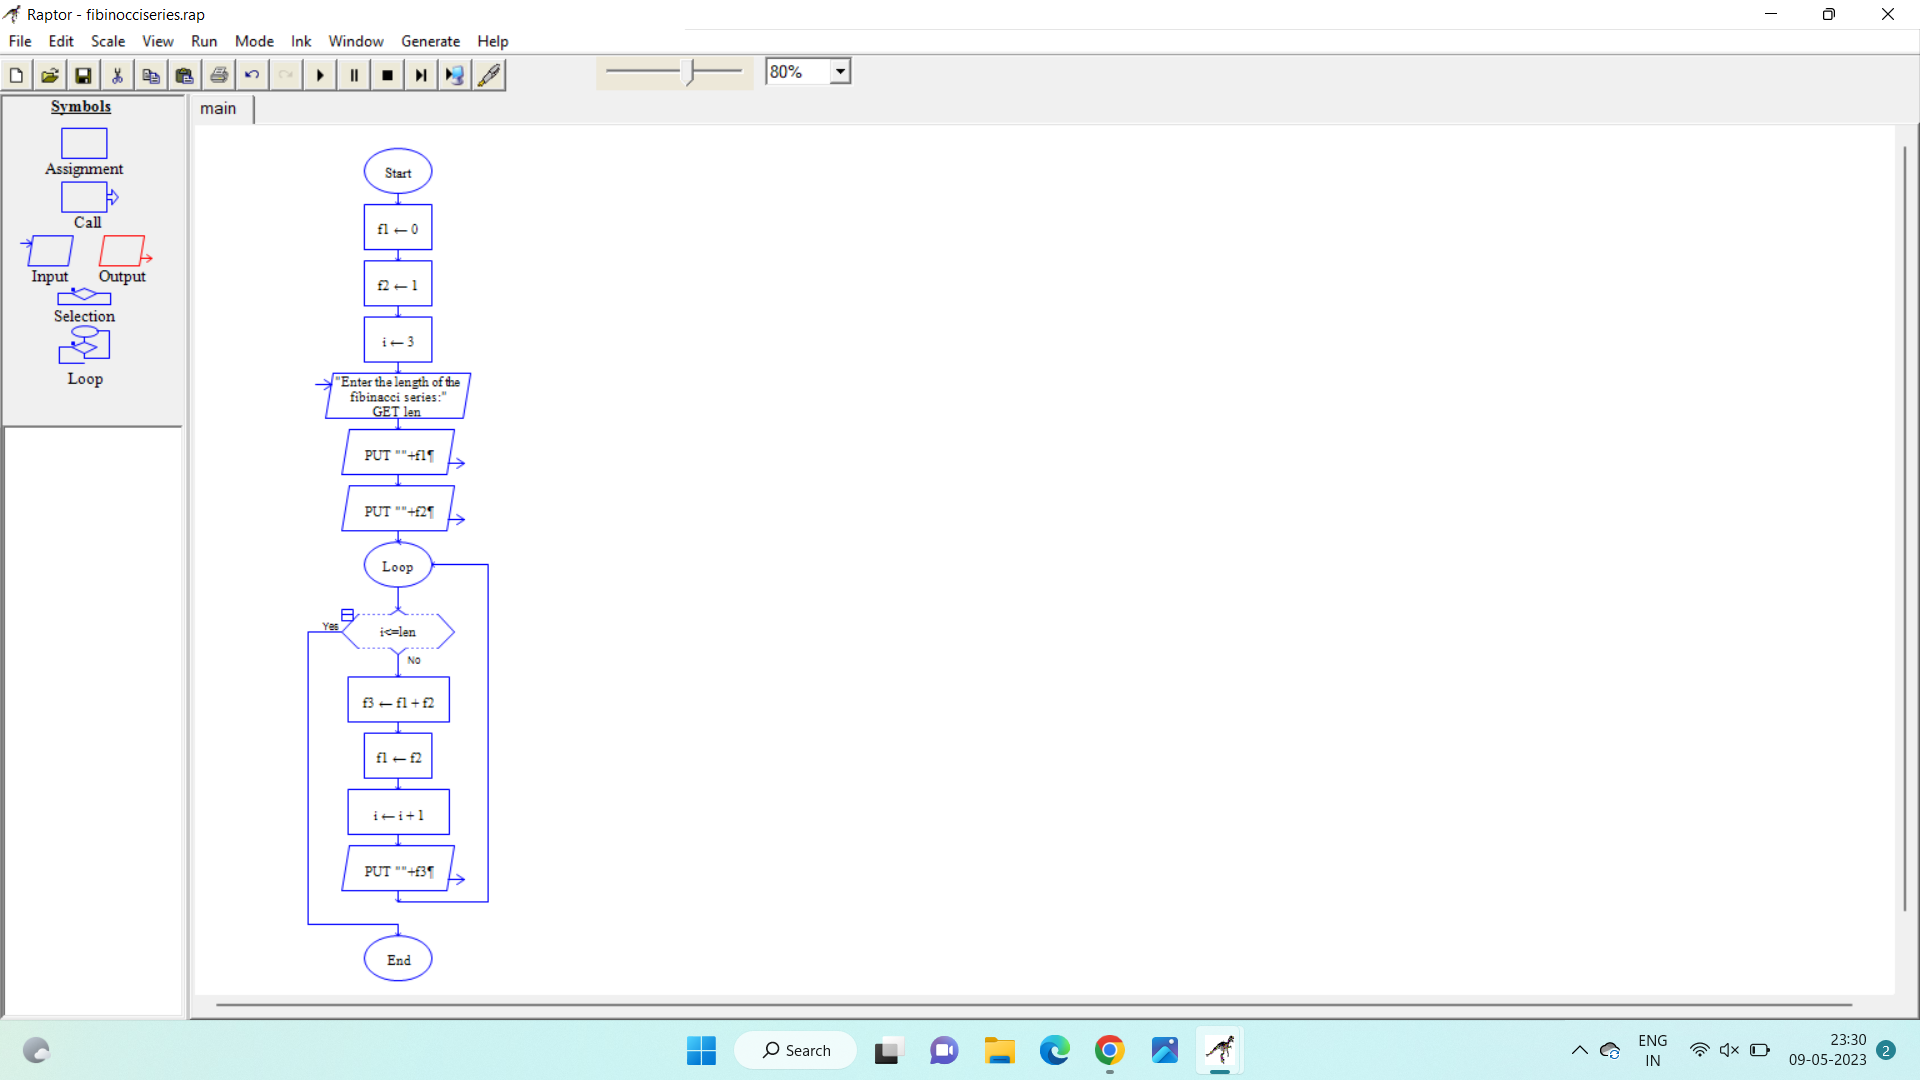 Raptor - fibinocciseries.rap
File Edit Scale View Run Mode Ink Window Generate Help
80%
Symbols
Assignment
Call
Input Output
Selection
Loop
main
Start
f1 ← 0
f2 ← 1
i ← 3
"Enter the length of the
fibinacci series:"
GET len
PUT ""+f1¶
PUT ""+f2¶
Loop
Yes
i<=len
No
f3 ← f1 + f2
f1 ← f2
i ← i + 1
PUT ""+f3¶
End
Search
ENG
IN
23:30
09-05-2023
2